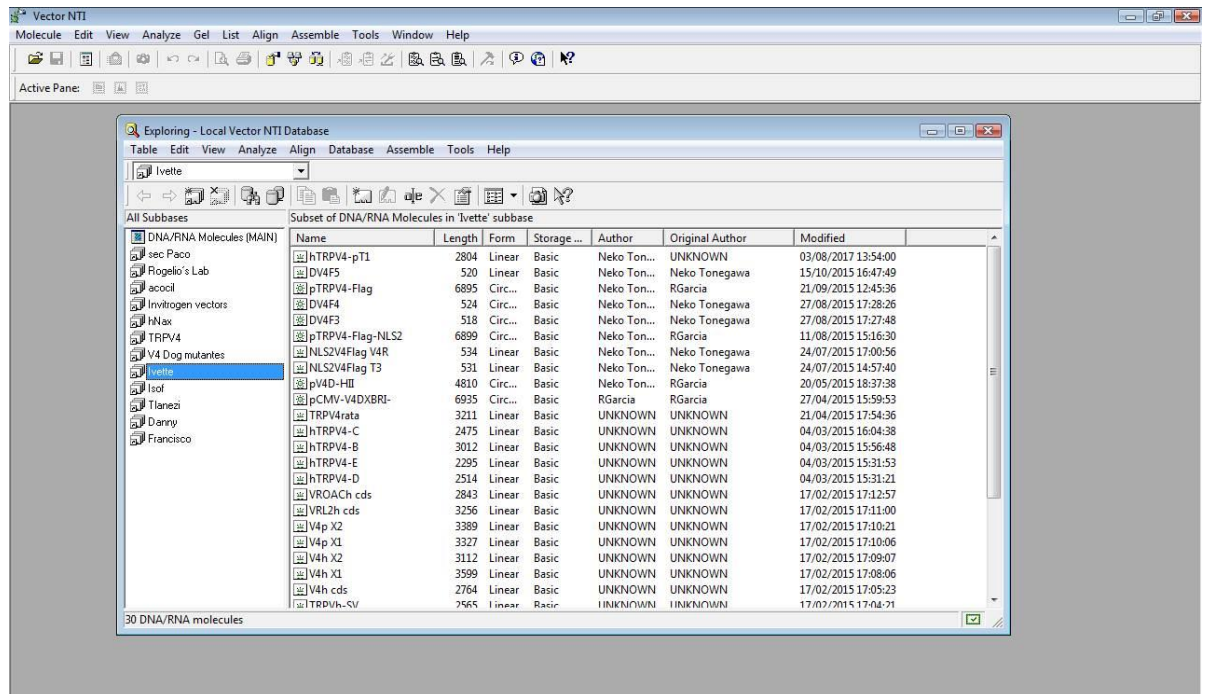 Vector NTI
Molecule Edit View Analyze Gel List Align Assemble Tools Window Help
Active Pane:
Exploring - Local Vector NTI Database
Table Edit View Analyze Align Database Assemble Tools Help
Ivette
All Subbases Subset of DNA/RNA Molecules in 'Ivette' subbase
DNA/RNA Molecules (MAIN)
sec Paco
Rogelio's Lab
acocil
Invitrogen vectors
hNax
TRPV4
V4 Dog mutantes
Ivette
Isof
Tlanezi
Danny
Francisco
Name Length Form Storage ... Author Original Author Modified
hTRPV4-pT1 2804 Linear Basic Neko Ton... UNKNOWN 03/08/2017 13:54:00
DV4F5 520 Linear Basic Neko Ton... Neko Tonegawa 15/10/2015 16:47:49
pTRPV4-Flag 6895 Circ... Basic Neko Ton... RGarcia 21/09/2015 12:45:36
DV4F4 524 Circ... Basic Neko Ton... Neko Tonegawa 27/08/2015 17:28:26
DV4F3 518 Circ... Basic Neko Ton... Neko Tonegawa 27/08/2015 17:27:48
pTRPV4-Flag-NLS2 6899 Circ... Basic Neko Ton... RGarcia 11/08/2015 15:16:30
NLS2V4Flag V4R 534 Linear Basic Neko Ton... Neko Tonegawa 24/07/2015 17:00:56
NLS2V4Flag T3 531 Linear Basic Neko Ton... Neko Tonegawa 24/07/2015 14:57:40
pV4D-HII 4810 Circ... Basic Neko Ton... RGarcia 20/05/2015 18:37:38
pCMV-V4DXBRI- 6935 Circ... Basic RGarcia RGarcia 27/04/2015 15:59:53
TRPV4rata 3211 Linear Basic UNKNOWN UNKNOWN 21/04/2017 17:54:36
hTRPV4-C 2475 Linear Basic UNKNOWN UNKNOWN 04/03/2015 16:04:38
hTRPV4-B 3012 Linear Basic UNKNOWN UNKNOWN 04/03/2015 15:56:48
hTRPV4-E 2295 Linear Basic UNKNOWN UNKNOWN 04/03/2015 15:31:53
hTRPV4-D 2514 Linear Basic UNKNOWN UNKNOWN 04/03/2015 15:31:21
VROACh cds 2843 Linear Basic UNKNOWN UNKNOWN 17/02/2015 17:12:57
VRL2h cds 3256 Linear Basic UNKNOWN UNKNOWN 17/02/2015 17:11:00
V4p X2 3389 Linear Basic UNKNOWN UNKNOWN 17/02/2015 17:10:21
V4p X1 3327 Linear Basic UNKNOWN UNKNOWN 17/02/2015 17:10:06
V4h X2 3112 Linear Basic UNKNOWN UNKNOWN 17/02/2015 17:09:07
V4h X1 3599 Linear Basic UNKNOWN UNKNOWN 17/02/2015 17:08:06
V4h cds 2764 Linear Basic UNKNOWN UNKNOWN 17/02/2015 17:05:23
TRPVh-SV 2565 Linear Basic UNKNOWN UNKNOWN 17/02/2015 17:04:21
30 DNA/RNA molecules